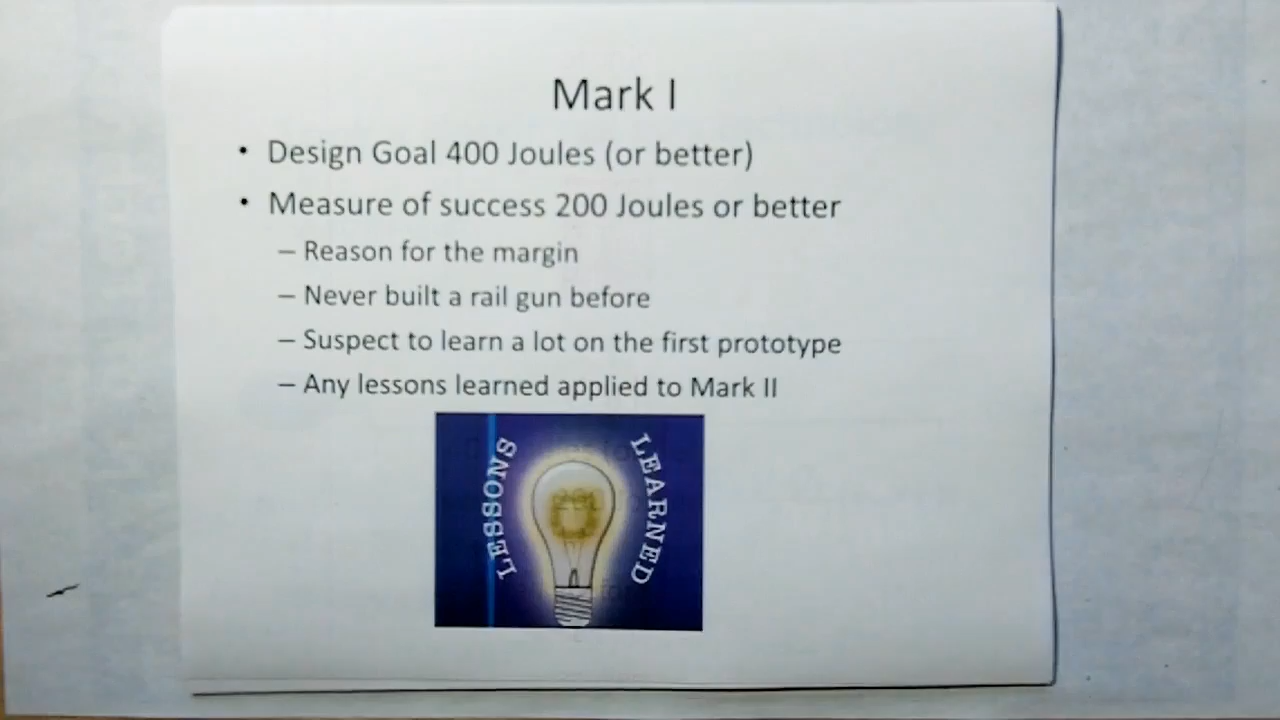 Mark I
• Design Goal 400 Joules (or better)
• Measure of success 200 Joules or better
– Reason for the margin
– Never built a rail gun before
– Suspect to learn a lot on the first prototype
– Any lessons learned applied to Mark II
LESSONS LEARNED